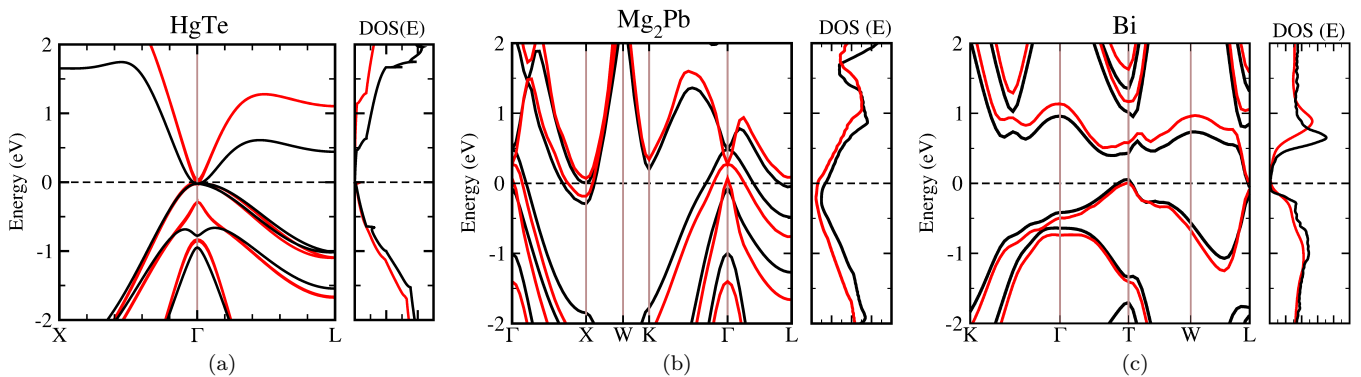 HgTe
DOS(E)
Energy (eV)
2
1
0
-1
-2
X
Γ
L
(a)
Mg₂Pb
DOS (E)
Energy (eV)
2
1
0
-1
-2
Γ
X
W
K
Γ
L
(b)
Bi
DOS (E)
Energy (eV)
2
1
0
-1
-2
K
Γ
T
W
L
(c)